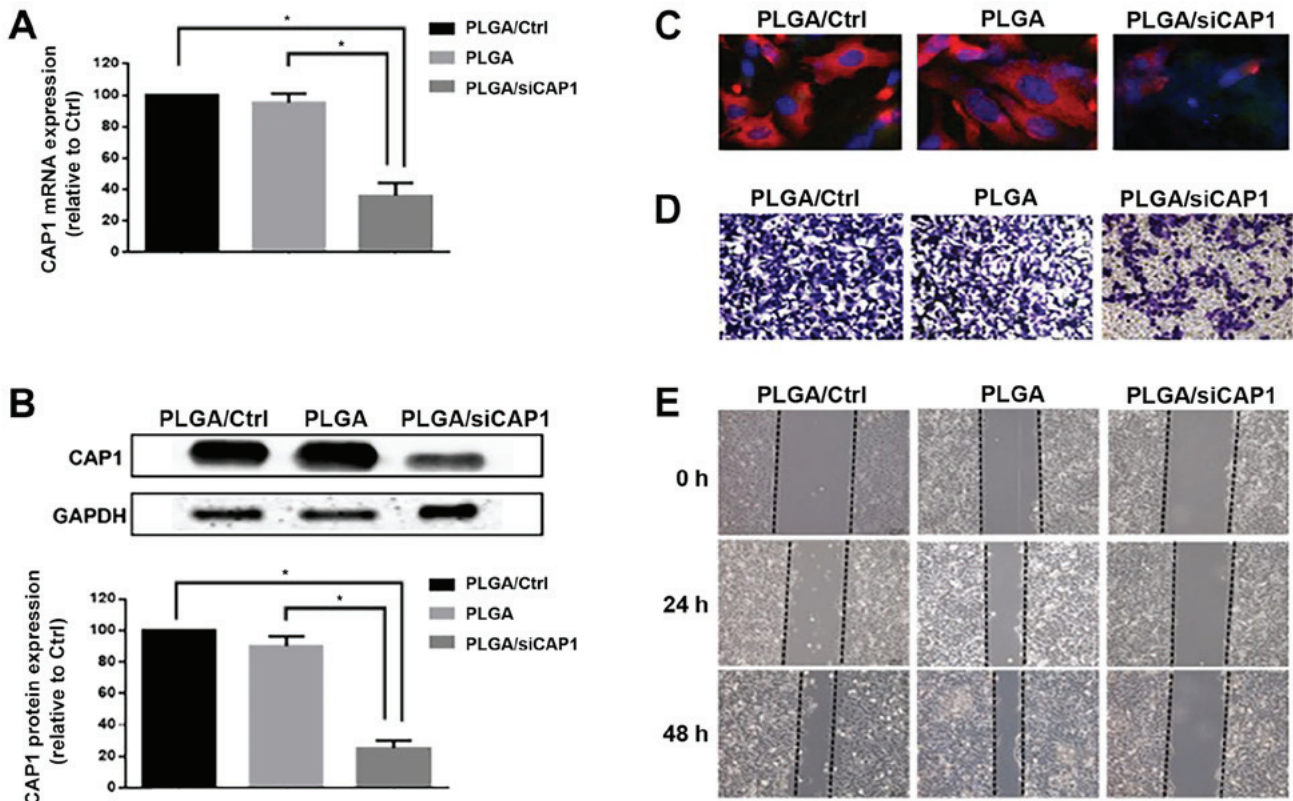 A
*
*
PLGA/Ctrl
PLGA
PLGA/siCAP1
CAP1 mRNA expression
(relative to Ctrl)
120
100
80
60
40
20
0
B
PLGA/Ctrl PLGA PLGA/siCAP1
CAP1
GAPDH
*
*
PLGA/Ctrl
PLGA
PLGA/siCAP1
CAP1 protein expression
(relative to Ctrl)
120
100
80
60
40
20
0
C
PLGA/Ctrl PLGA PLGA/siCAP1
D
PLGA/Ctrl PLGA PLGA/siCAP1
E
PLGA/Ctrl PLGA PLGA/siCAP1
0 h
24 h
48 h